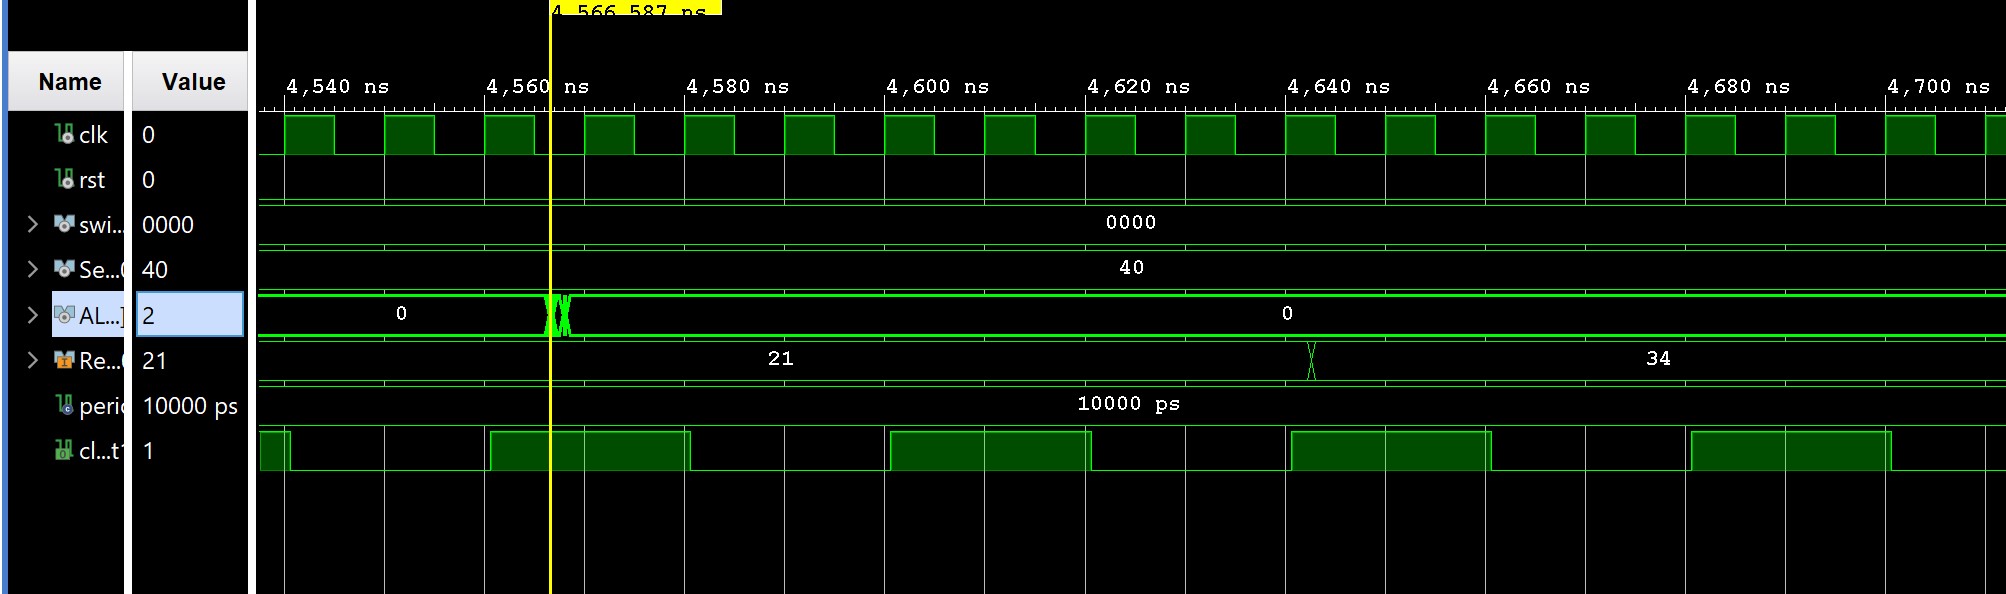 4,566.587 ns
Name Value
4,540 ns 4,560 ns 4,580 ns 4,600 ns 4,620 ns 4,640 ns 4,660 ns 4,680 ns 4,700 ns
clk 0
rst 0
swi... 0000 0000
Se...( 40 40
AL...] 2 0 0
Re...( 21 21 34
peric 10000 ps 10000 ps
cl...t1 1